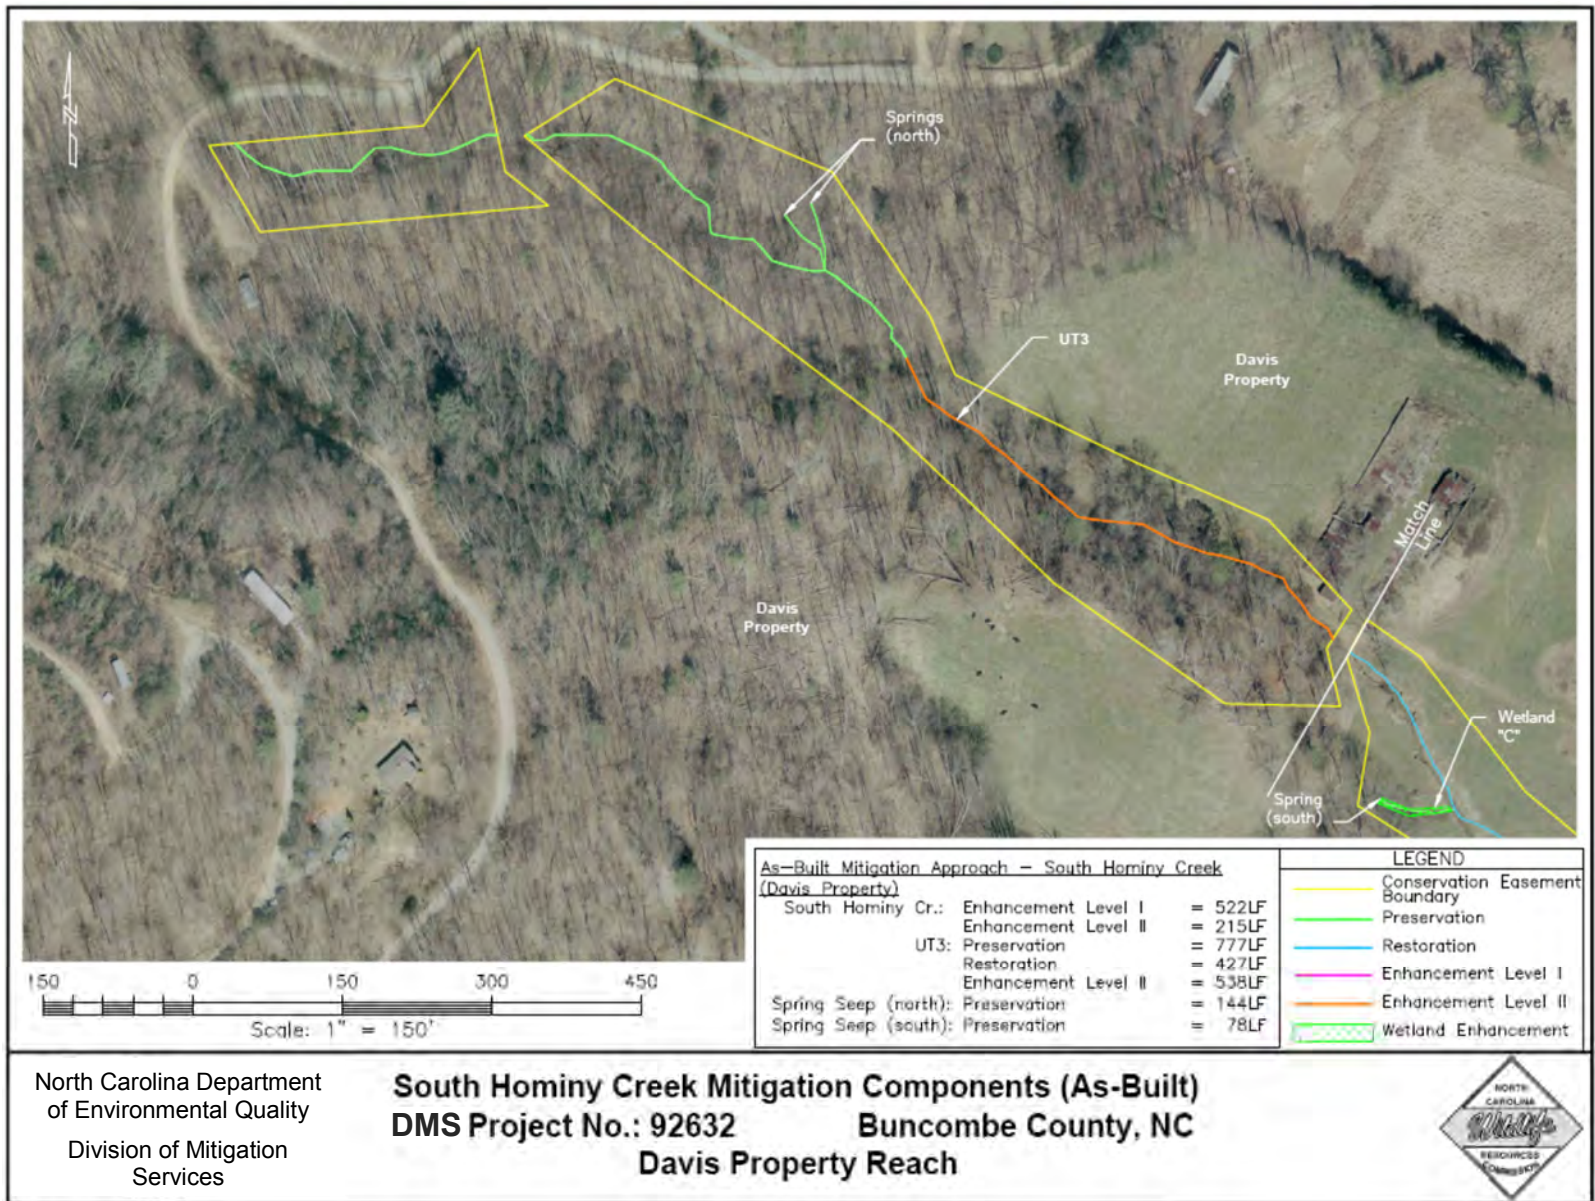 Springs
(north)
UT3
Davis
Property
Match
Line
Davis
Property
Wetland
"C"
Spring
(south)
As-Built Mitigation Approach - South Hominy Creek
(Davis Property)
South Hominy Cr.: Enhancement Level I = 522LF
Enhancement Level II = 215LF
UT3: Preservation = 777LF
Restoration = 427LF
Enhancement Level II = 538LF
Spring Seep (north): Preservation = 144LF
Spring Seep (south): Preservation = 78LF
LEGEND
Conservation Easement
Boundary
Preservation
Restoration
Enhancement Level I
Enhancement Level II
Wetland Enhancement
150 0 150 300 450
Scale: 1" = 150'
North Carolina Department
of Environmental Quality
Division of Mitigation
Services
South Hominy Creek Mitigation Components (As-Built)
DMS Project No.: 92632 Buncombe County, NC
Davis Property Reach
NORTH
CAROLINA
Wildlife
RESOURCES
COMMISSION